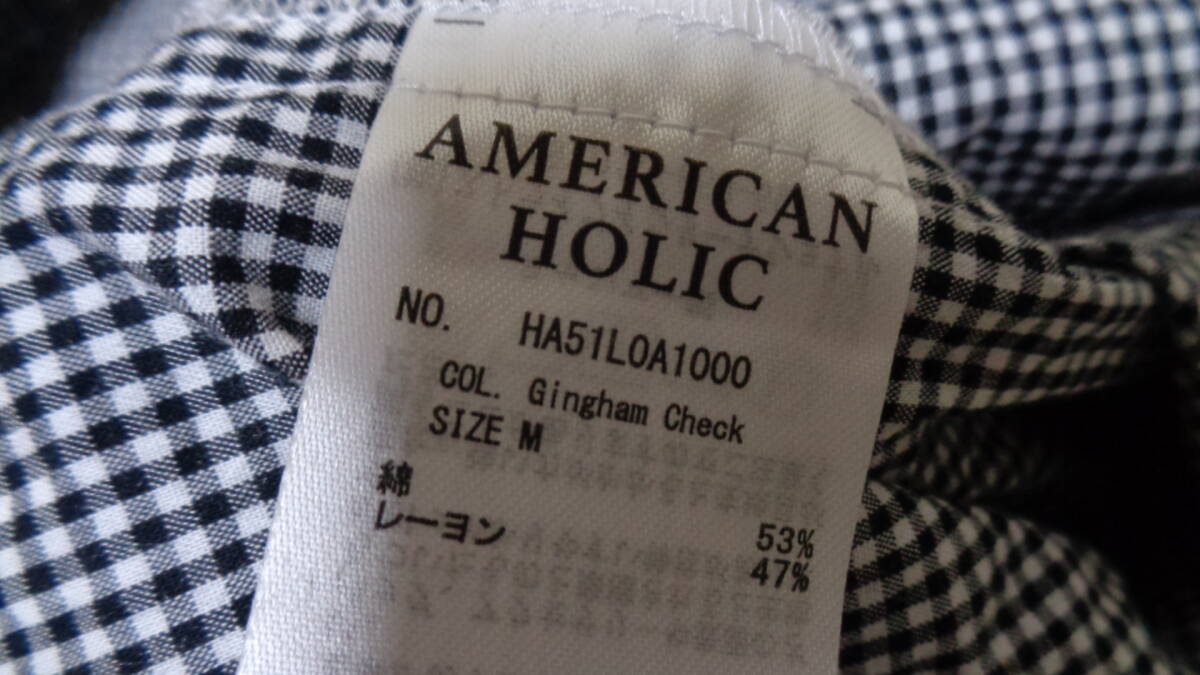 AMERICAN
HOLIC
NO. HA51L0A1000
COL. Gingham Check
SIZE M
綿 53%
レーヨン 47%